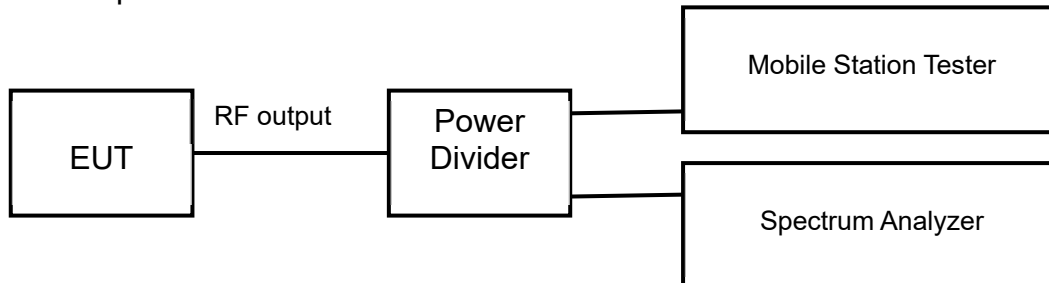 EUT
RF output
Power
Divider
Mobile Station Tester
Spectrum Analyzer